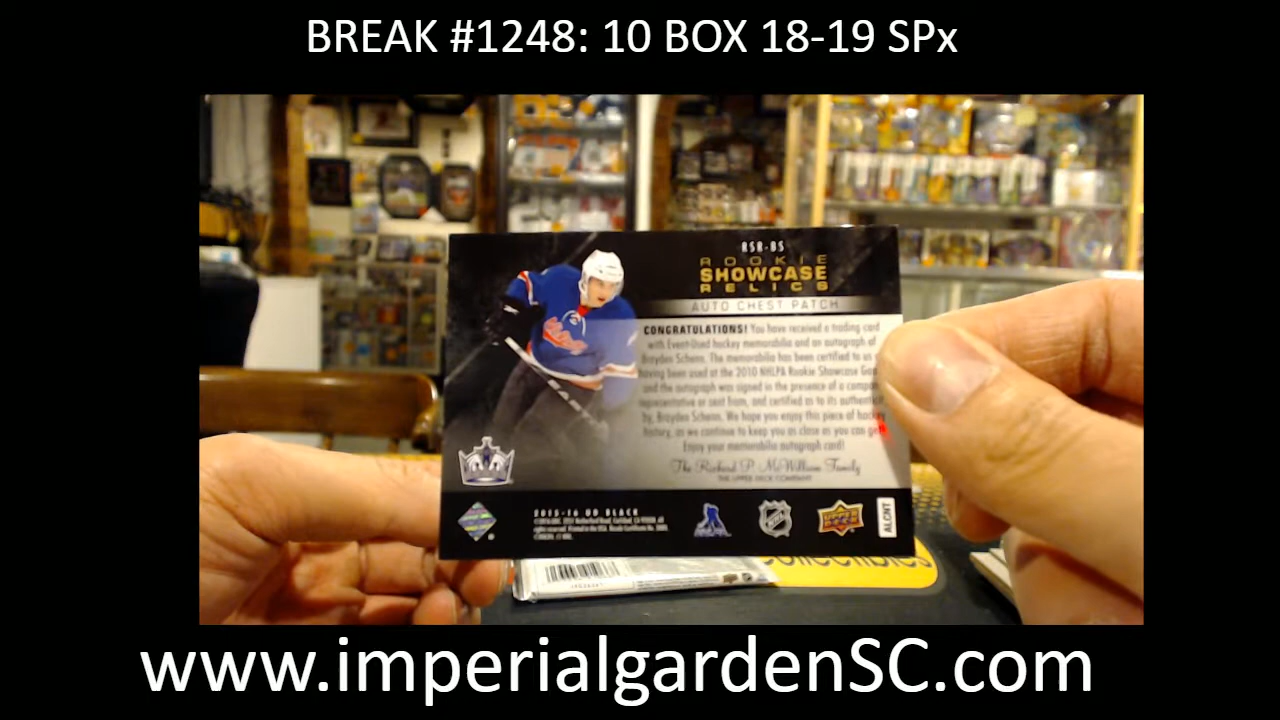 BREAK #1248: 10 BOX 18-19 SPx
RSR-BS
ROOKIE
SHOWCASE
RELICS
AUTO CHEST PATCH
CONGRATULATIONS! You have received a trading card
with Event-Used hockey memorabilia and an autograph of
Brayden Schenn. The memorabilia has been certified to us
having been used at the 2010 NHLPA Rookie Showcase
and the autograph was signed in the presence of a
representative or sent from, and certified as to its
by, Brayden Schenn. We hope you enjoy this piece of hockey
history, as we continue to keep you as close as you can
Enjoy your memorabilia autograph card!
The Richard P. McWilliam Family
THE UPPER DECK COMPANY
2015-16 UD BLACK
UPPER DECK
ALCNT
www.imperialgardenSC.com